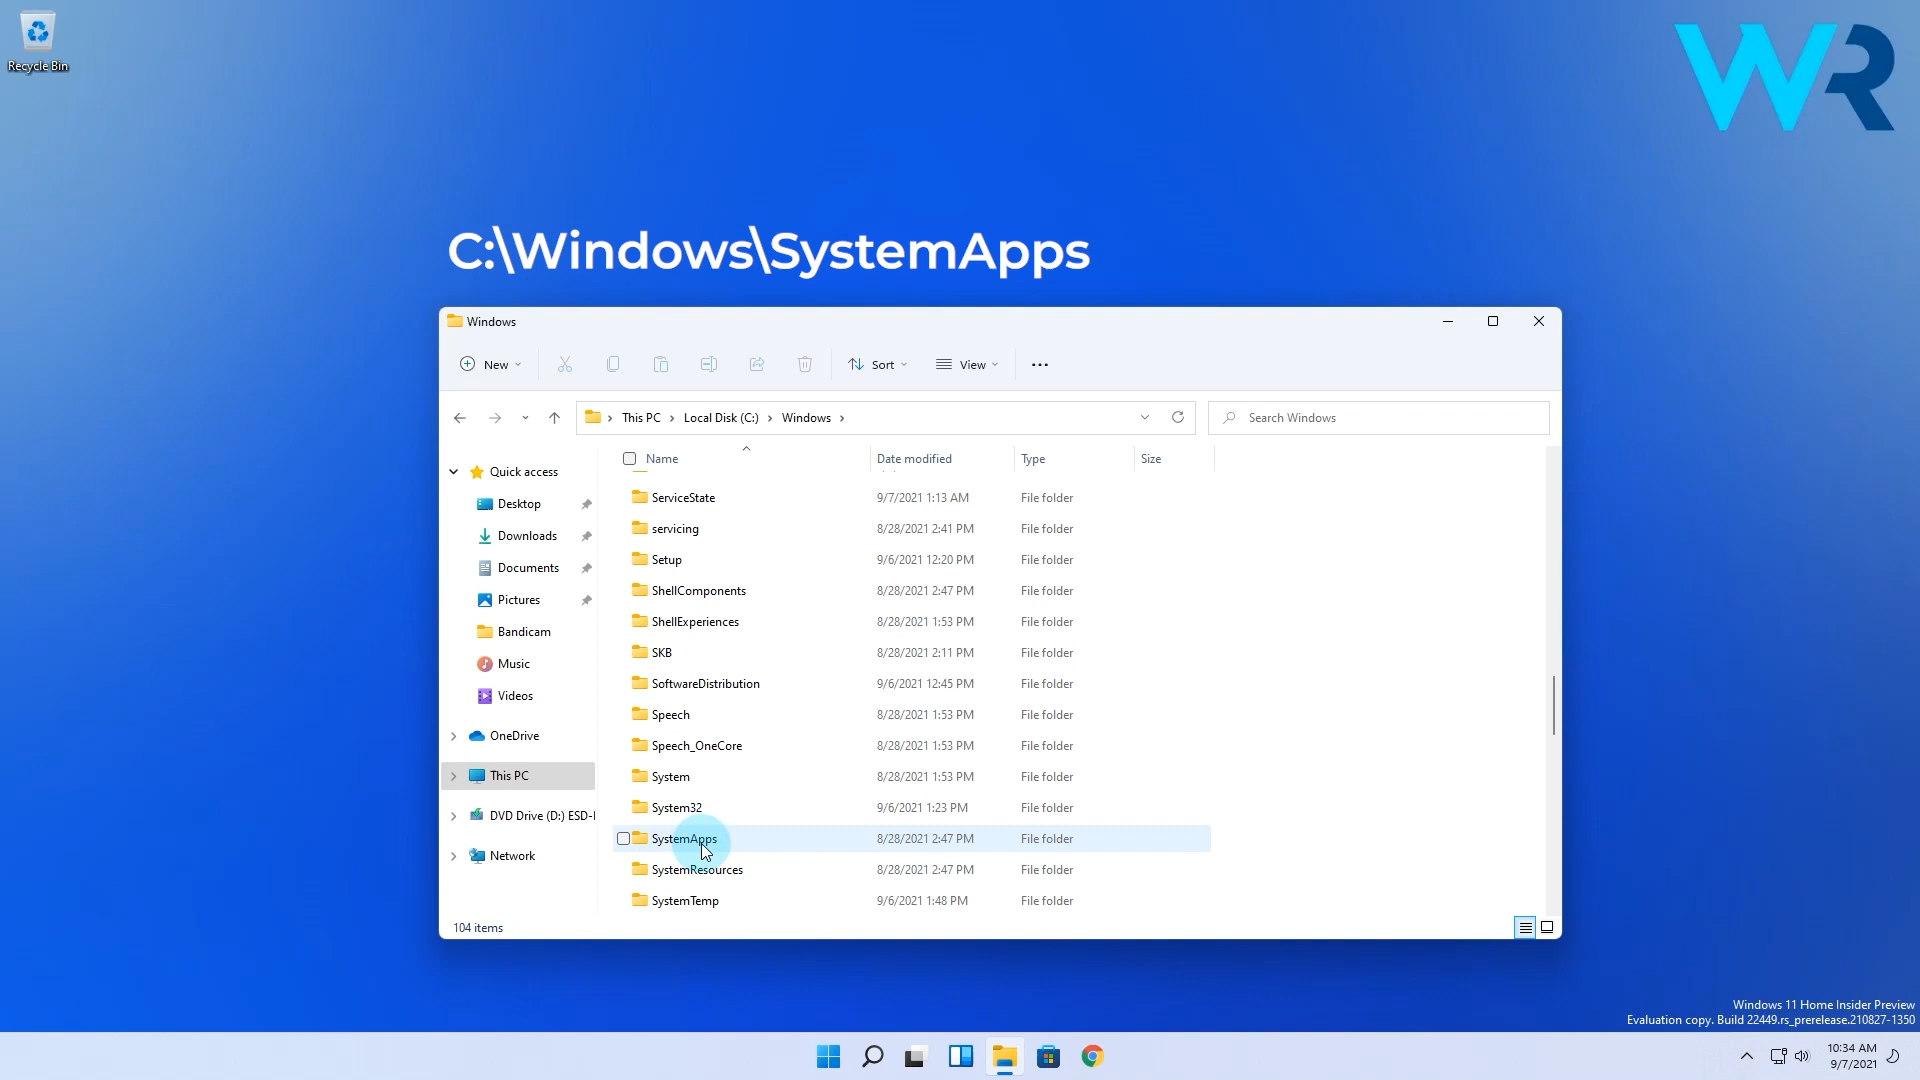 Recycle Bin
WR
C:\Windows\SystemApps
Windows
New
Sort
View
This PC > Local Disk (C:) > Windows >
Search Windows
Name Date modified Type Size
Quick access
Desktop
Downloads
Documents
Pictures
Bandicam
Music
Videos
OneDrive
This PC
DVD Drive (D:) ESD-
Network
ServiceState 9/7/2021 1:13 AM File folder
servicing 8/28/2021 2:41 PM File folder
Setup 9/6/2021 12:20 PM File folder
ShellComponents 8/28/2021 2:47 PM File folder
ShellExperiences 8/28/2021 1:53 PM File folder
SKB 8/28/2021 2:11 PM File folder
SoftwareDistribution 9/6/2021 12:45 PM File folder
Speech 8/28/2021 1:53 PM File folder
Speech_OneCore 8/28/2021 1:53 PM File folder
System 8/28/2021 1:53 PM File folder
System32 9/6/2021 1:23 PM File folder
SystemApps 8/28/2021 2:47 PM File folder
SystemResources 8/28/2021 2:47 PM File folder
SystemTemp 9/6/2021 1:48 PM File folder
104 items
Windows 11 Home Insider Preview
Evaluation copy. Build 22449.rs_prerelease.210827-1350
10:34 AM
9/7/2021